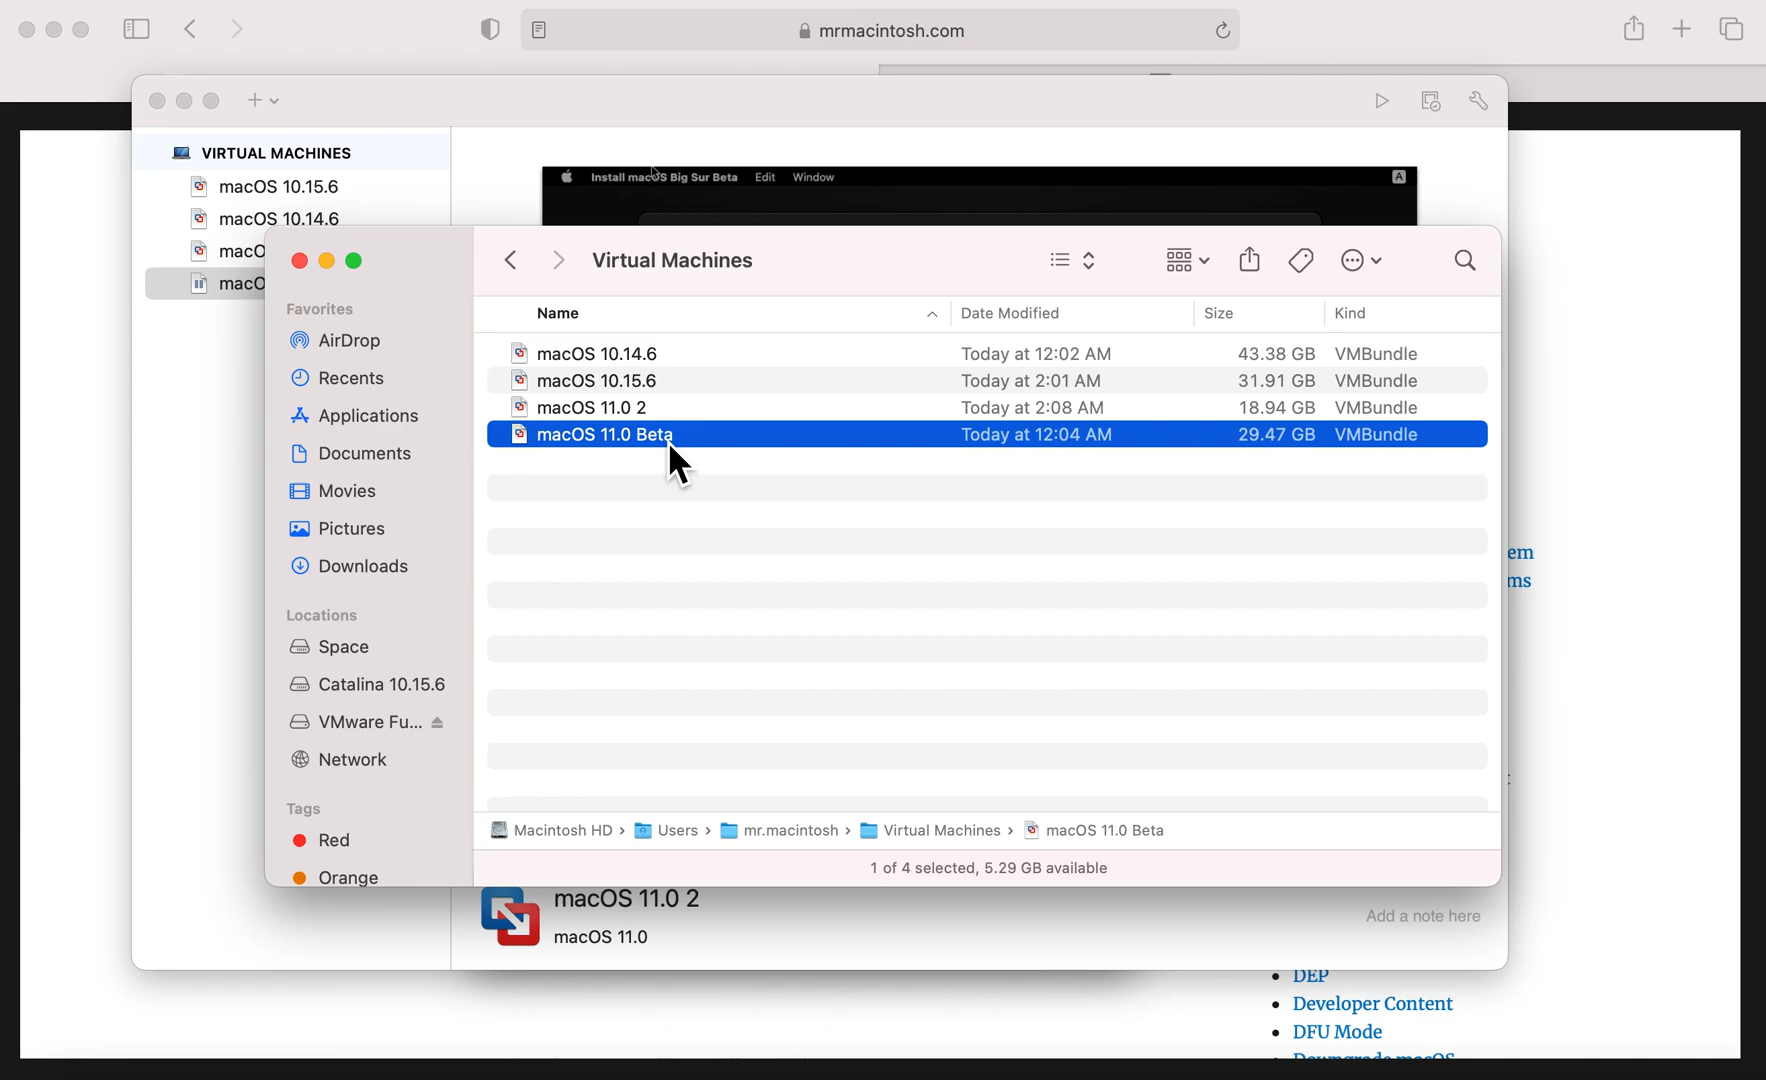 mrmacintosh.com
VIRTUAL MACHINES
macOS 10.15.6
macOS 10.14.6
macO
macO
Install macOS Big Sur Beta Edit Window A
Virtual Machines
Favorites
AirDrop
Recents
Applications
Documents
Movies
Pictures
Downloads
Locations
Space
Catalina 10.15.6
VMware Fu...
Network
Tags
Red
Orange
Name Date Modified Size Kind
macOS 10.14.6 Today at 12:02 AM 43.38 GB VMBundle
macOS 10.15.6 Today at 2:01 AM 31.91 GB VMBundle
macOS 11.0 2 Today at 2:08 AM 18.94 GB VMBundle
macOS 11.0 Beta Today at 12:04 AM 29.47 GB VMBundle
Macintosh HD › Users › mr.macintosh › Virtual Machines › macOS 11.0 Beta
1 of 4 selected, 5.29 GB available
macOS 11.0 2
macOS 11.0
Add a note here
em
ms
DEP
Developer Content
DFU Mode
Downgrade macOS